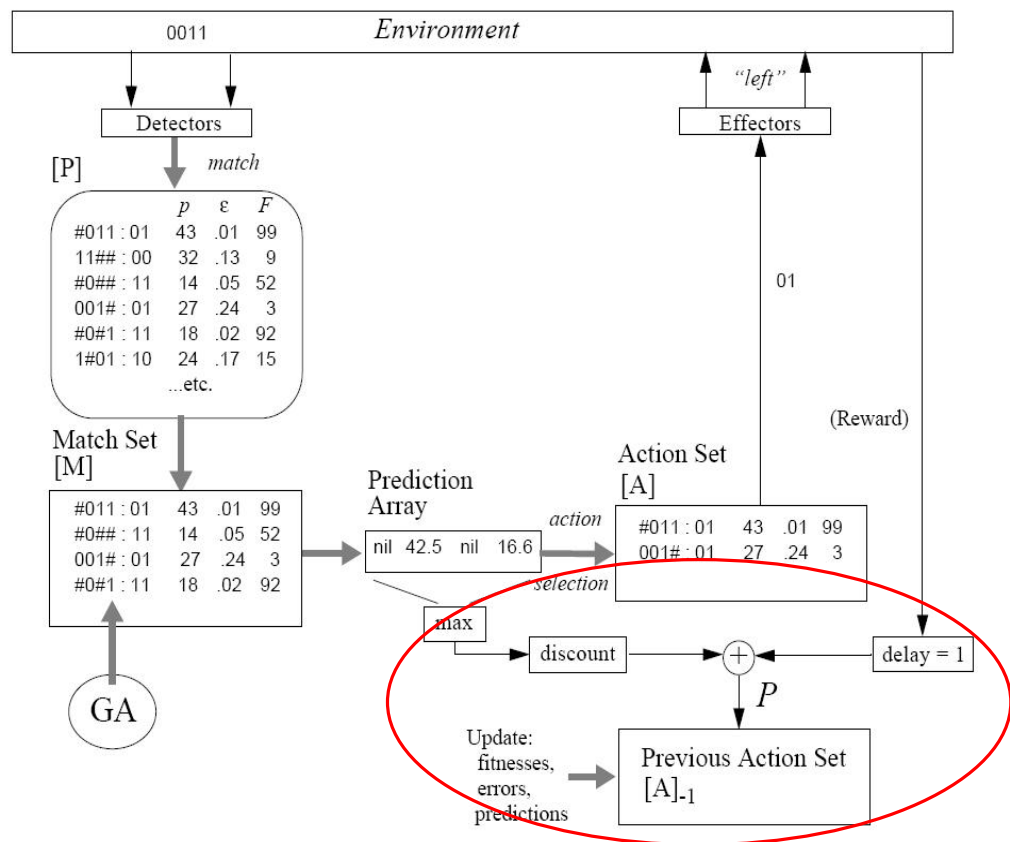 0011 Environment
“left”
Detectors
Effectors
match
[P]
p ε F
#011 : 01 43 .01 99
11## : 00 32 .13 9
#0## : 11 14 .05 52
001# : 01 27 .24 3
#0#1 : 11 18 .02 92
1#01 : 10 24 .17 15
...etc.
01
(Reward)
Match Set
[M]
#011 : 01 43 .01 99
#0## : 11 14 .05 52
001# : 01 27 .24 3
#0#1 : 11 18 .02 92
GA
Prediction
Array
nil 42.5 nil 16.6
action
selection
Action Set
[A]
#011 : 01 43 .01 99
001# : 01 27 .24 3
max
discount
+
delay = 1
P
Update:
fitnesses,
errors,
predictions
Previous Action Set
[A]-1